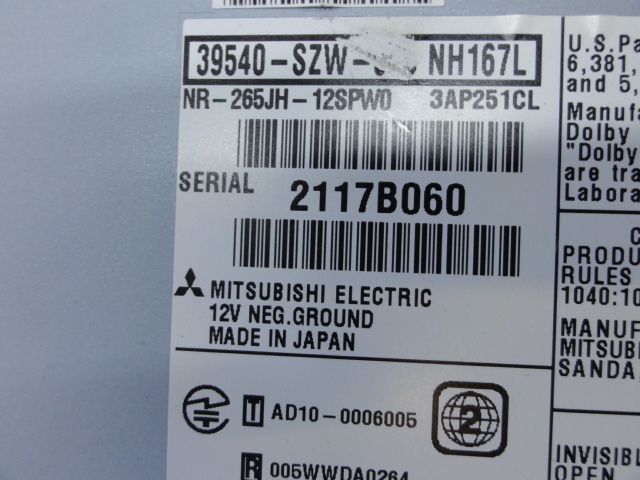 39540-SZW- NH167L
NR-265JH-12SPW0 3AP251CL
SERIAL 2117B060
MITSUBISHI ELECTRIC
12V NEG.GROUND
MADE IN JAPAN
T AD10-0006005
2
R 005WWDA0264
U.S.Pa
6,381,
and 5,
Manufa
Dolby
"Dolby
are tra
Labora
C
PRODU
RULES
1040:10
MANUF
MITSUB
SANDA
INVISIBL
OPEN.